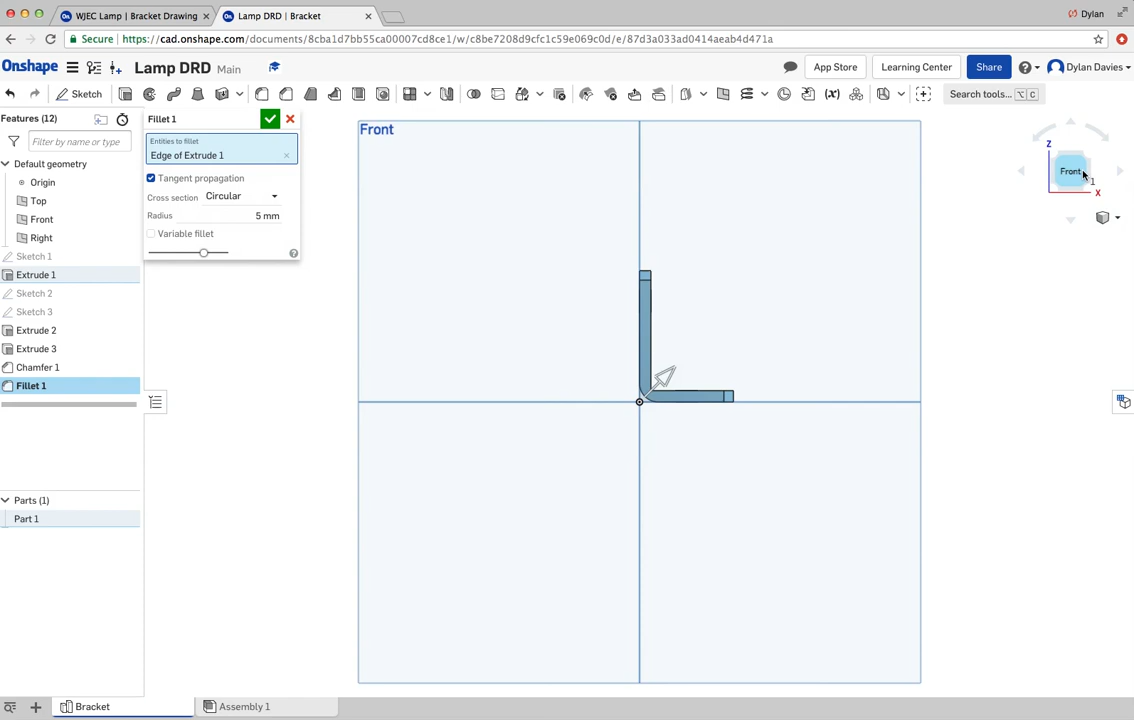 WJEC Lamp | Bracket Drawing
Lamp DRD | Bracket
Dylan
Secure
https://cad.onshape.com/documents/8cba1d7bb55ca00007cd8ce1/w/c8be7208d9cfc1c59e069c0d/e/87d3a033ad0414aeab4d471a
Onshape
Lamp DRD Main
App Store
Learning Center
Share
Dylan Davies
Sketch
(x)
Search tools... ⌥ C
Features (12)
Filter by name or type
Default geometry
Origin
Top
Front
Right
Sketch 1
Extrude 1
Sketch 2
Sketch 3
Extrude 2
Extrude 3
Chamfer 1
Fillet 1
Parts (1)
Part 1
Fillet 1
Entities to fillet
Edge of Extrude 1
Tangent propagation
Cross section Circular
Radius 5 mm
Variable fillet
Front
Z
Front
1
X
Bracket
Assembly 1